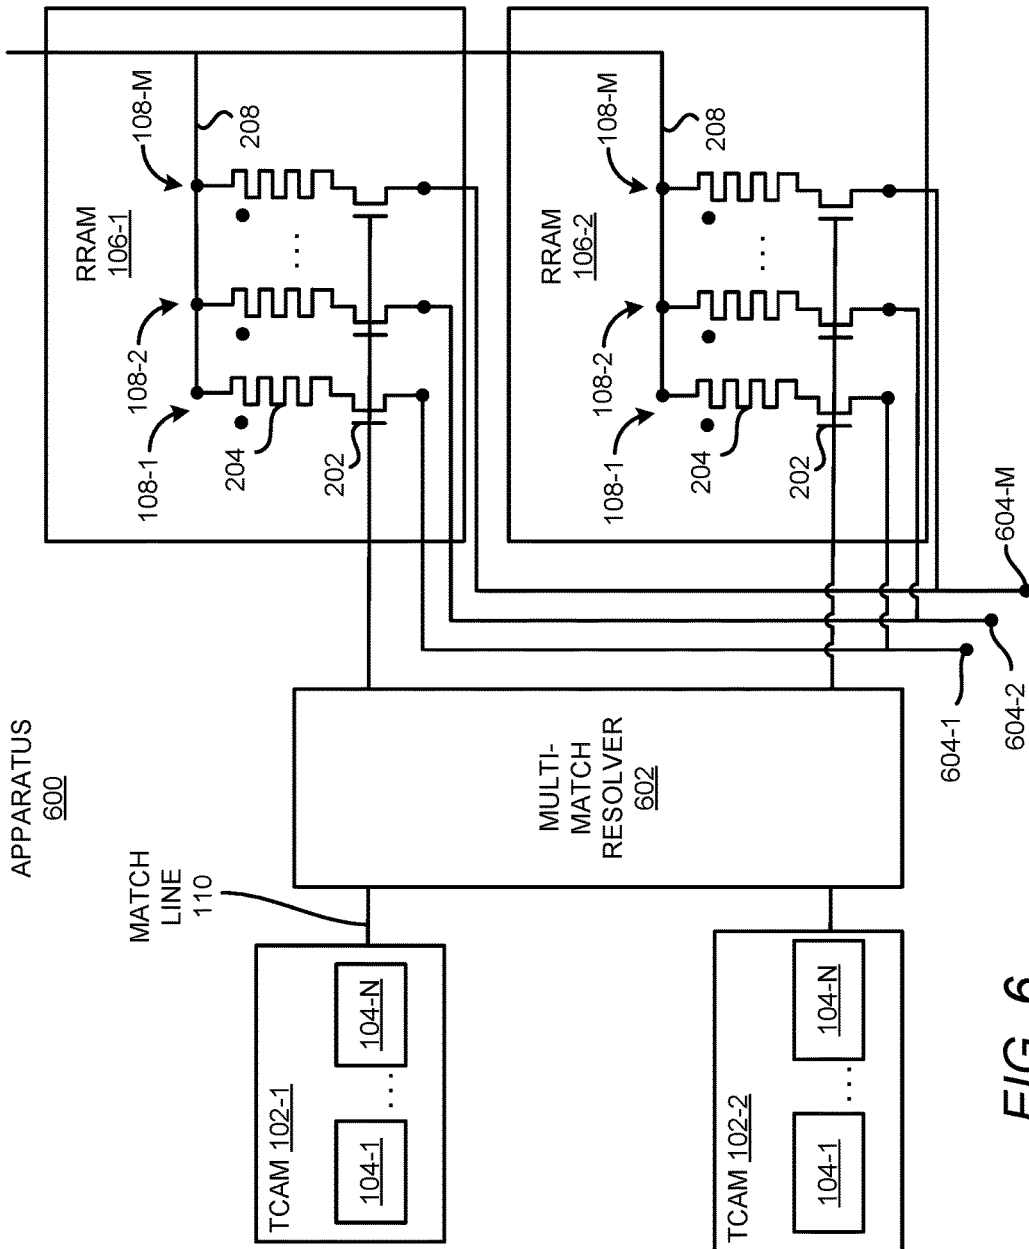 APPARATUS
600
TCAM 102-1
104-1
. . . .
104-N
MATCH
LINE
110
MULTI-
MATCH
RESOLVER
602
RRAM
106-1
108-1
108-2
108-M
. . .
204
202
208
TCAM 102-2
104-1
. . .
104-N
RRAM
106-2
108-1
108-2
108-M
. . .
204
202
208
604-1
604-2
604-M
FIG. 6